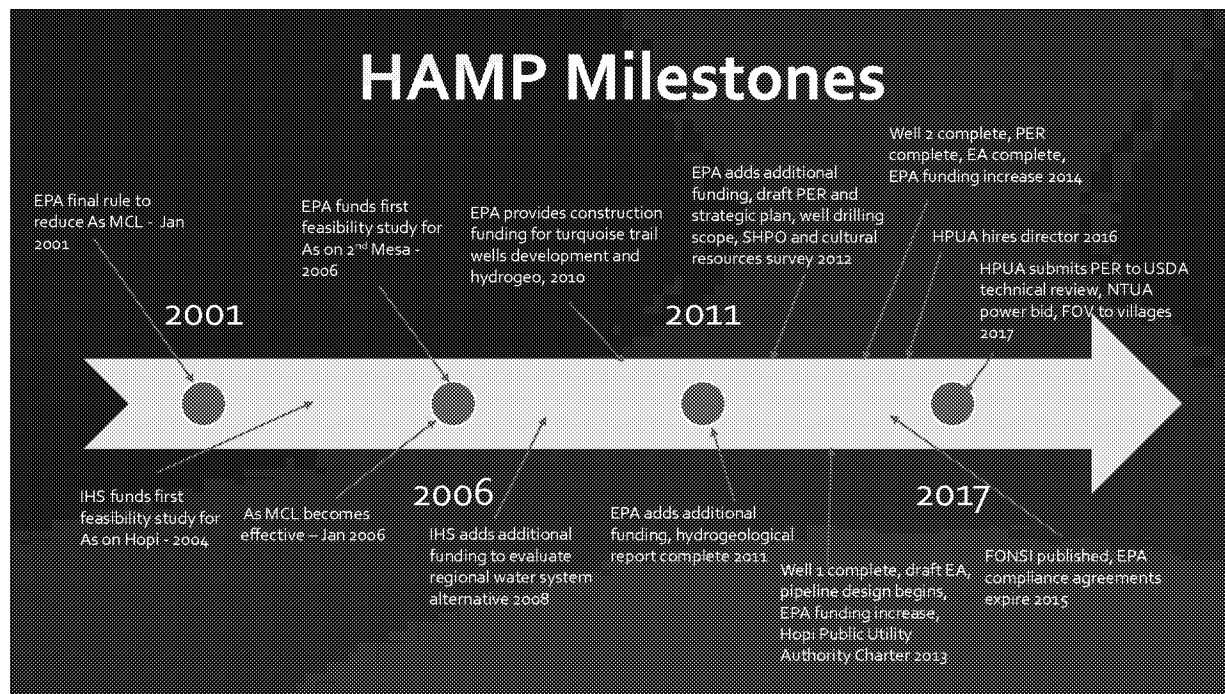 HAMP Milestones
EPA final rule to
reduce As MCL - Jan
2001
EPA funds first
feasibility study for
As on 2nd Mesa -
2006
EPA provides construction
funding for turquoise trail
wells development and
hydrogeo, 2010
EPA adds additional
funding, draft PER and
strategic plan, well drilling
scope, SHPO and cultural
resources survey 2012
Well 2 complete, PER
complete, EA complete,
EPA funding increase 2014
HPUA hires director 2016
HPUA submits PER to USDA
technical review, NTUA
power bid, FOV to villages
2017
2001
2011
2006
2017
IHS funds first
feasibility study for
As on Hopi - 2004
As MCL becomes
effective – Jan 2006
IHS adds additional
funding to evaluate
regional water system
alternative 2008
EPA adds additional
funding, hydrogeological
report complete 2011
Well 1 complete, draft EA,
pipeline design begins,
EPA funding increase,
Hopi Public Utility
Authority Charter 2013
FONSI published, EPA
compliance agreements
expire 2015